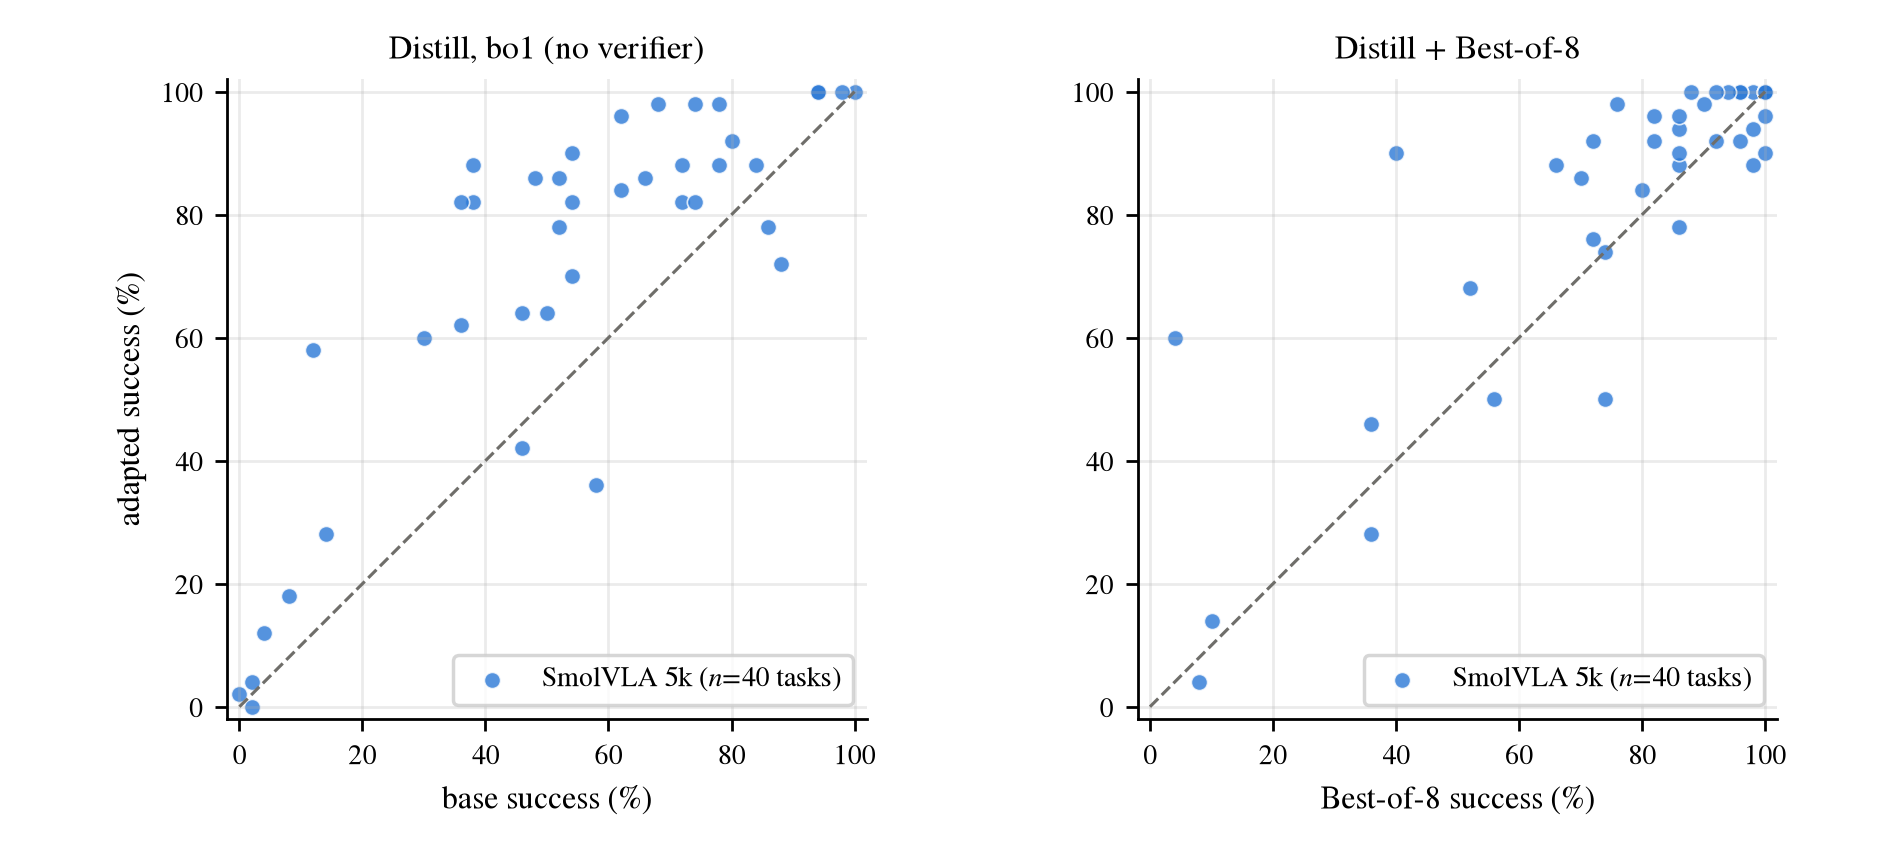 Distill, bo1 (no verifier)
100
80
60
40
20
0
adapted success (%)
SmolVLA 5k (n=40 tasks)
0 20 40 60 80 100
base success (%)
Distill + Best-of-8
100
80
60
40
20
0
SmolVLA 5k (n=40 tasks)
0 20 40 60 80 100
Best-of-8 success (%)